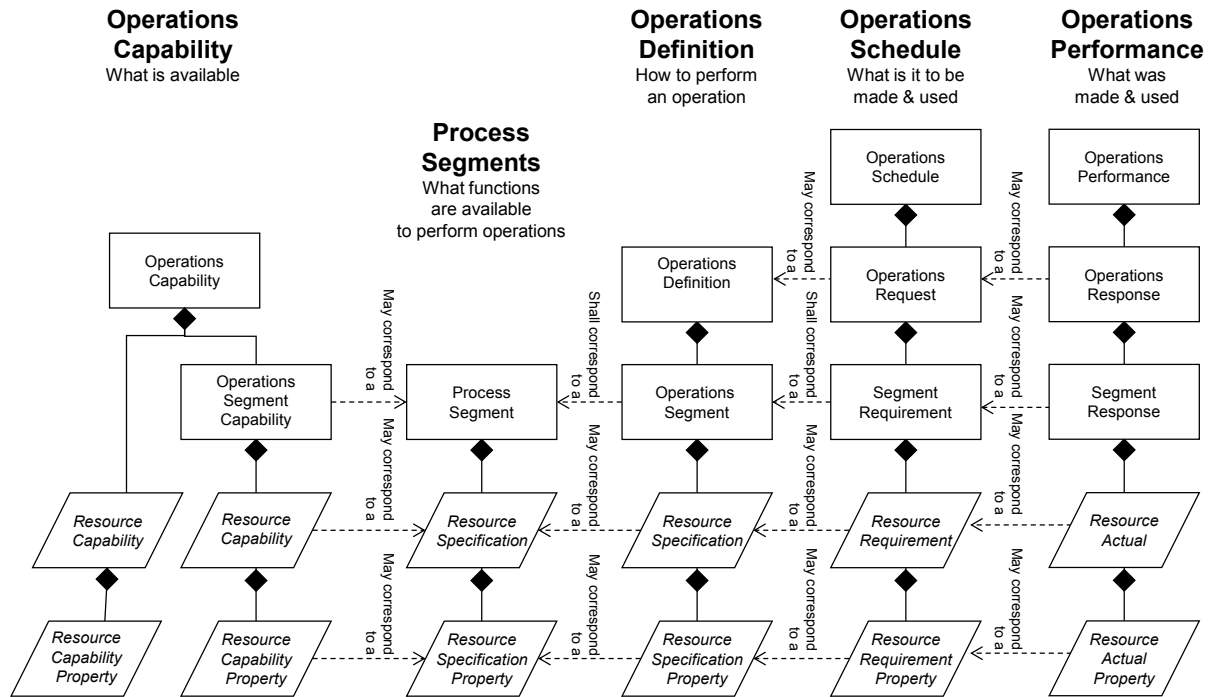 Operations
Capability
What is available
Process
Segments
What functions
are available
to perform operations
Operations
Definition
How to perform
an operation
Operations
Schedule
What is it to be
made & used
Operations
Performance
What was
made & used
Operations
Schedule
Operations
Performance
May correspond
to a
May correspond
to a
Operations
Capability
Operations
Definition
Operations
Request
Operations
Response
May correspond
to a
Shall correspond
to a
Shall correspond
to a
May correspond
to a
Operations
Segment
Capability
Process
Segment
Operations
Segment
Segment
Requirement
Segment
Response
May correspond
to a
May correspond
to a
May correspond
to a
May correspond
to a
Resource
Capability
Resource
Capability
Resource
Specification
Resource
Specification
Resource
Requirement
Resource
Actual
May correspond
to a
May correspond
to a
May correspond
to a
May correspond
to a
Resource
Capability
Property
Resource
Capability
Property
Resource
Specification
Property
Resource
Specification
Property
Resource
Requirement
Property
Resource
Actual
Property